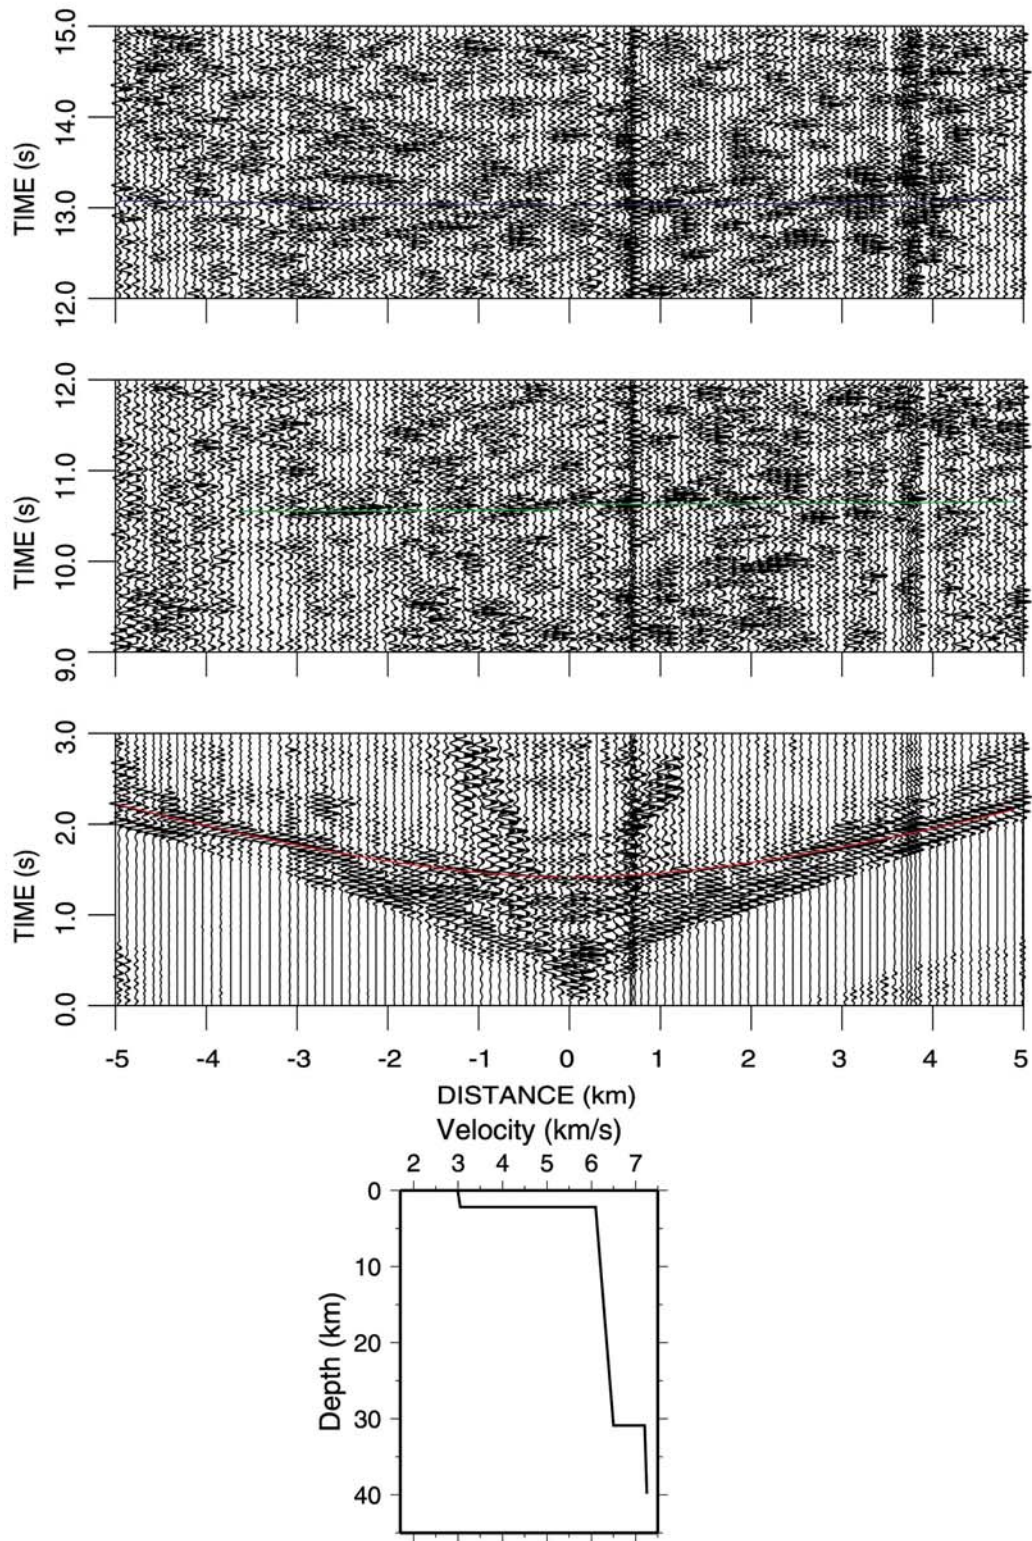 15.0
14.0
13.0
12.0
TIME (s)
12.0
11.0
10.0
9.0
TIME (s)
3.0
2.0
1.0
0.0
TIME (s)
-5 -4 -3 -2 -1 0 1 2 3 4 5
DISTANCE (km)
Velocity (km/s)
2 3 4 5 6 7
0
10
20
30
40
Depth (km)